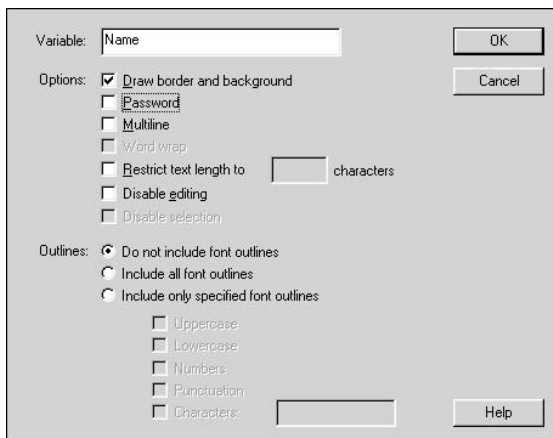 Variable: Name OK
Options: Draw border and background Cancel
Password
Multiline
Word wrap
Restrict text length to characters
Disable editing
Disable selection
Outlines: Do not include font outlines
Include all font outlines
Include only specified font outlines
Uppercase
Lowercase
Numbers
Punctuation
Characters: Help